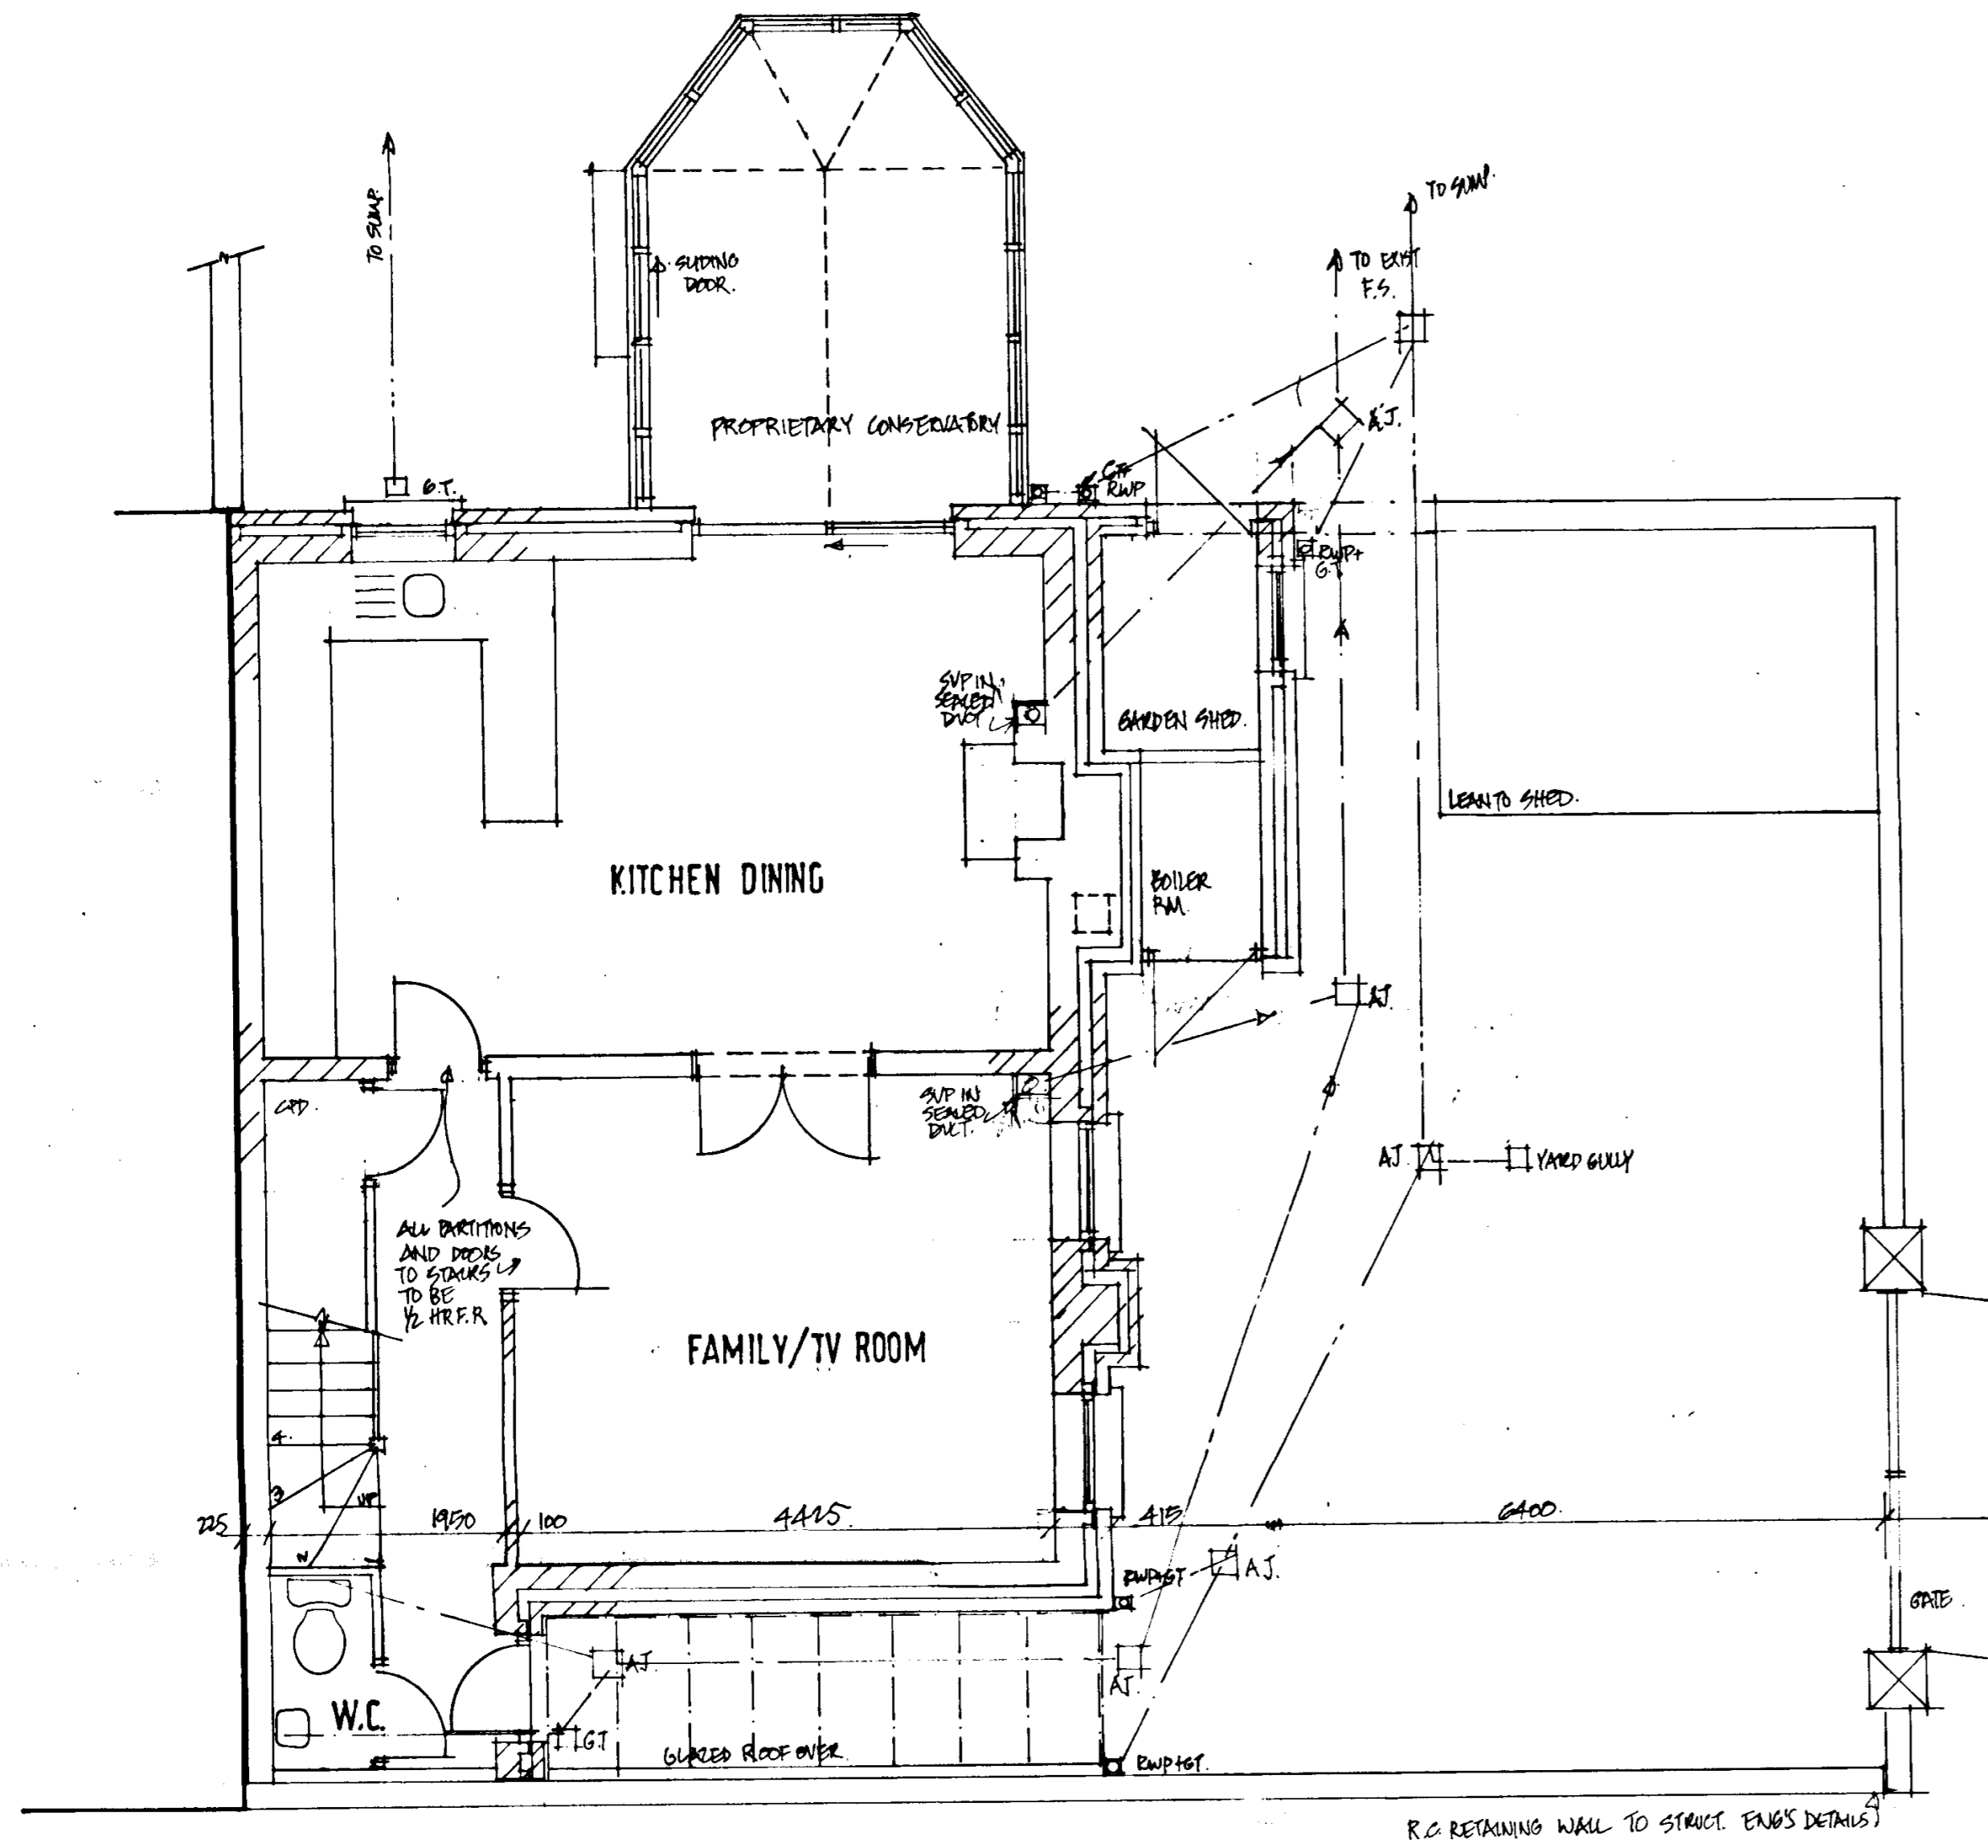 TO SUMP.
TO SUMP.
SLIDING
DOOR.
TO EXIST
F.S.
PROPRIETARY CONSERVATORY
A.J.
G.T.
RWP
RWP+
G.T
SVP IN
SEALED
DUCT
GARDEN SHED.
LEAN TO SHED.
KITCHEN DINING
BOILER
RM.
A.J.
CPD.
SVP IN
SEALED
DUCT.
A.J.
YARD GULLY
ALL PARTITIONS
AND DOORS
TO STAIRS
TO BE
1/2 HR F.R
FAMILY/TV ROOM
4.
3
UP
2
1
225
1950
100
4425.
415
6400.
RWP+GT
A.J.
GATE.
A.J.
A.J.
W.C.
G.T
GLAZED ROOF OVER.
RWP+GT.
R.C. RETAINING WALL TO STRUCT. ENG'S DETAILS